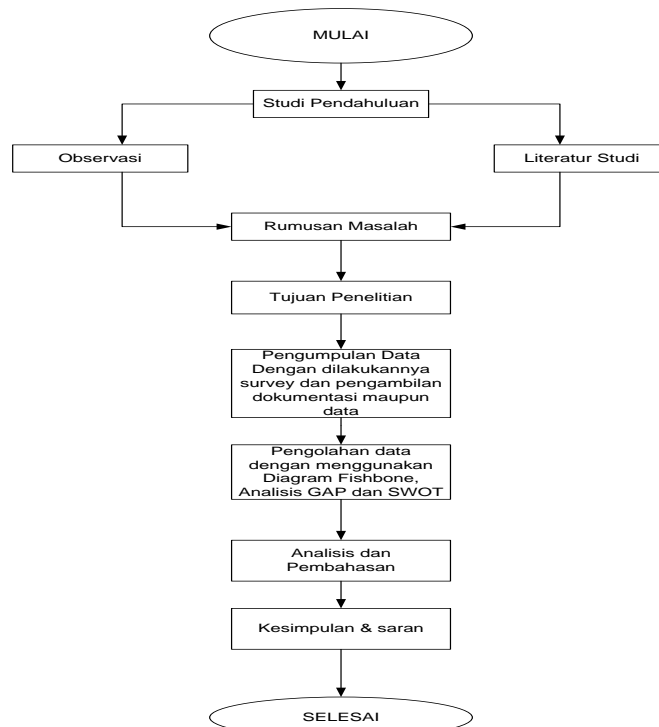 MULAI
Studi Pendahuluan
Observasi
Literatur Studi
Rumusan Masalah
Tujuan Penelitian
Pengumpulan Data
Dengan dilakukannya
survey dan pengambilan
dokumentasi maupun
data
Pengolahan data
dengan menggunakan
Diagram Fishbone,
Analisis GAP dan SWOT
Analisis dan
Pembahasan
Kesimpulan & saran
SELESAI